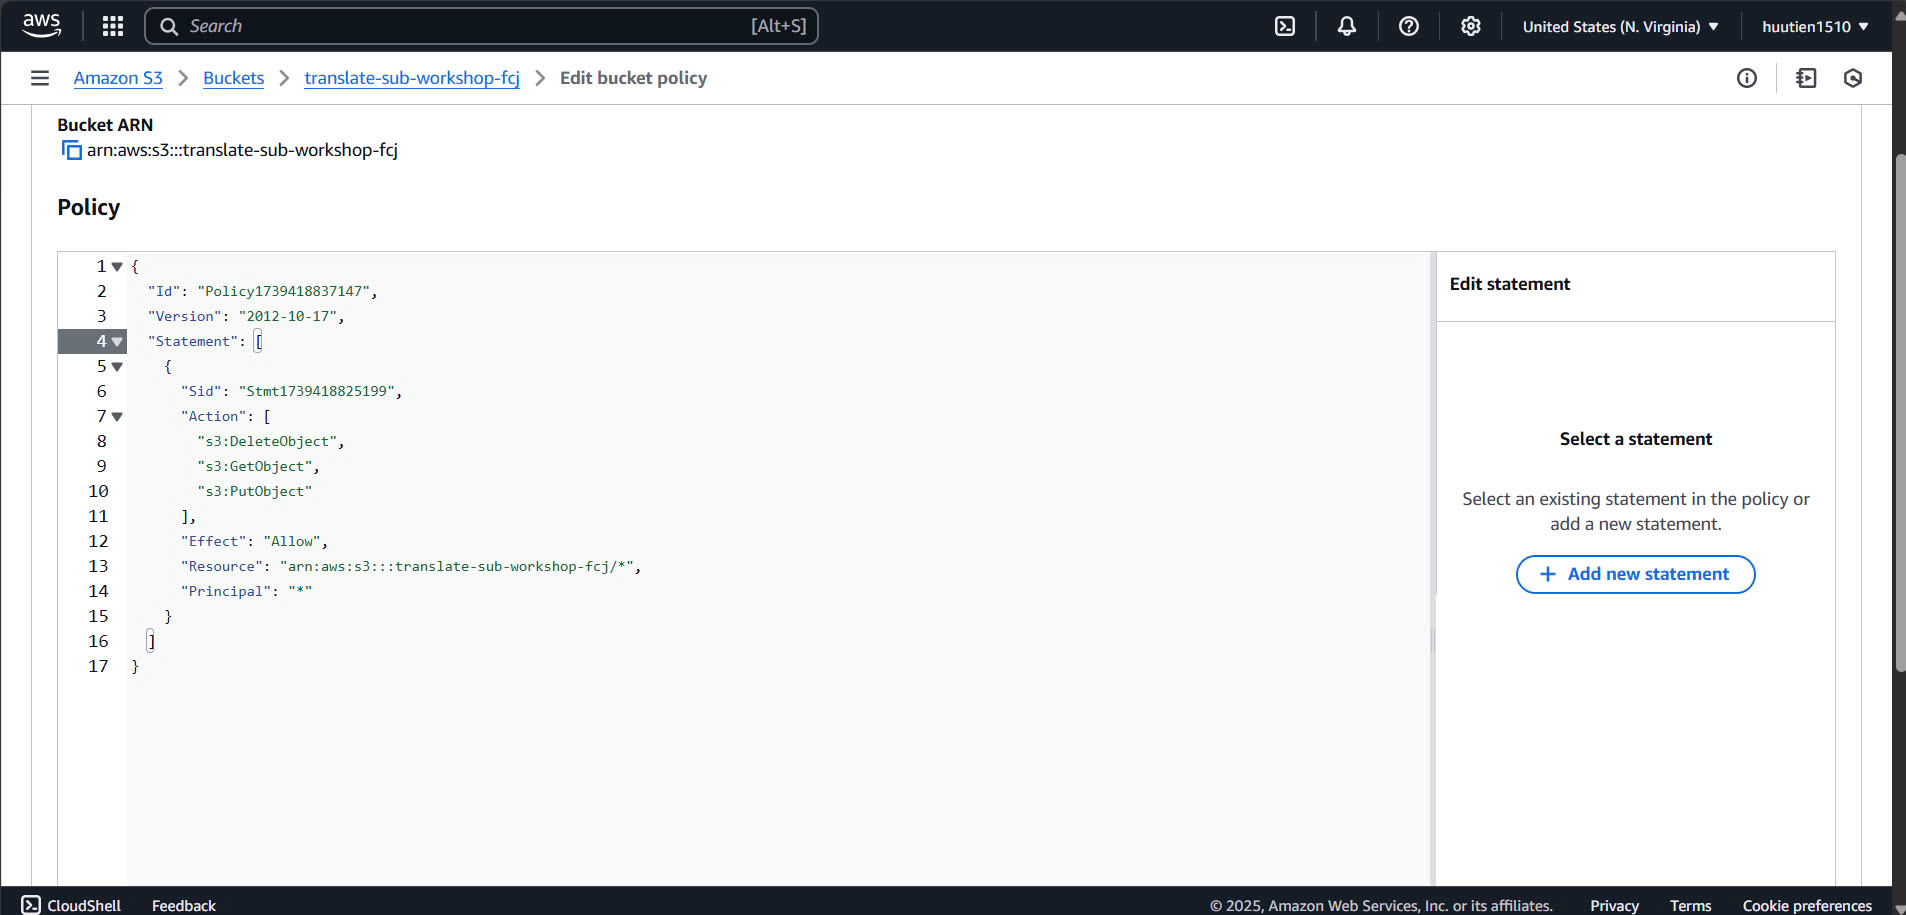 aws
Search [Alt+S] United States (N. Virginia) huutien1510
Amazon S3 Buckets translate-sub-workshop-fcj Edit bucket policy
Bucket ARN
arn:aws:s3:::translate-sub-workshop-fcj
Policy
1 {
2 "Id": "Policy1739418837147",
3 "Version": "2012-10-17",
4 "Statement": [
5 {
6 "Sid": "Stmt1739418825199",
7 "Action": [
8 "s3:DeleteObject",
9 "s3:GetObject",
10 "s3:PutObject"
11 ],
12 "Effect": "Allow",
13 "Resource": "arn:aws:s3:::translate-sub-workshop-fcj/*",
14 "Principal": "*"
15 }
16 ]
17 }
Edit statement
Select a statement
Select an existing statement in the policy or
add a new statement.
+ Add new statement
CloudShell Feedback © 2025, Amazon Web Services, Inc. or its affiliates. Privacy Terms Cookie preferences